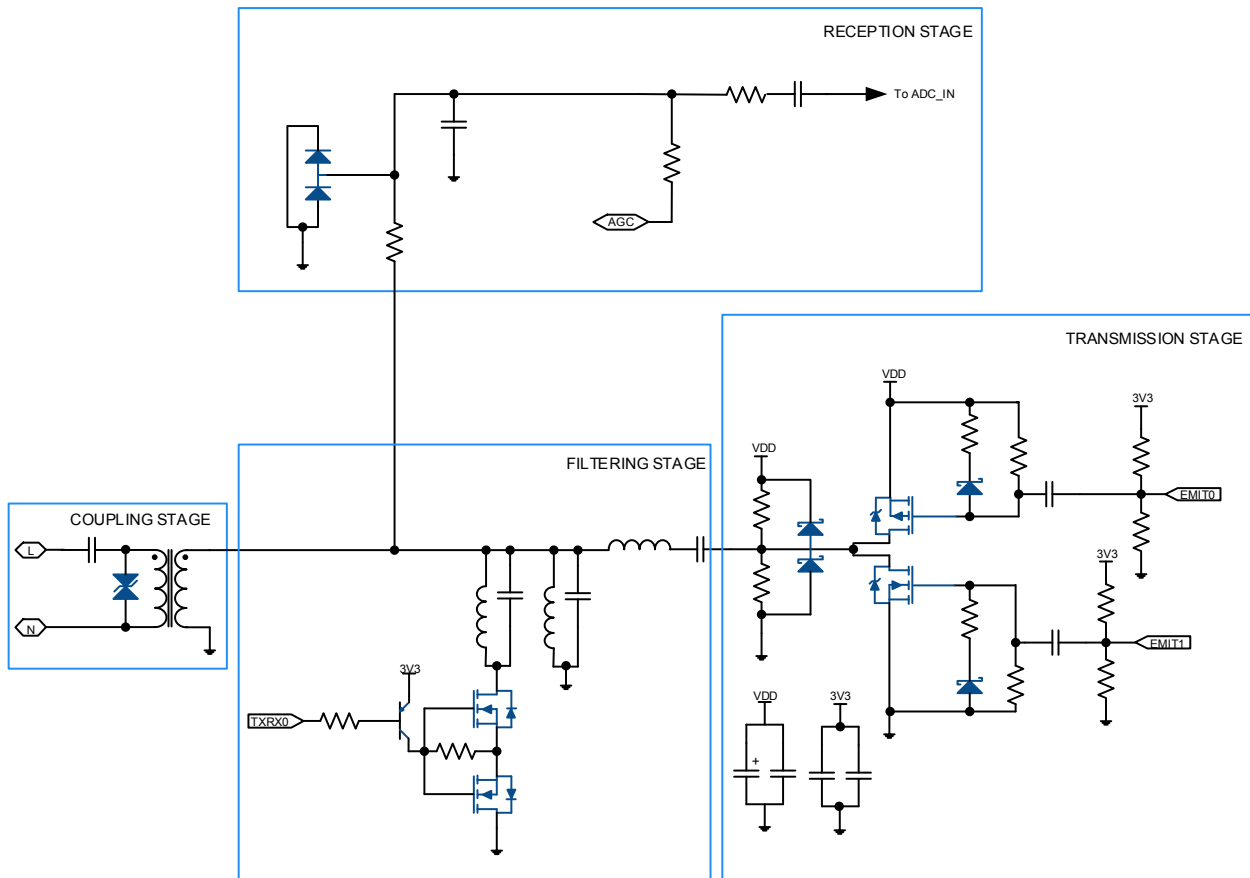 RECEPTION STAGE
To ADC_IN
AGC
TRANSMISSION STAGE
VDD
3V3
VDD
FILTERING STAGE
EMIT0
COUPLING STAGE
L
3V3
N
EMIT1
3V3
VDD
3V3
TXRX0
+